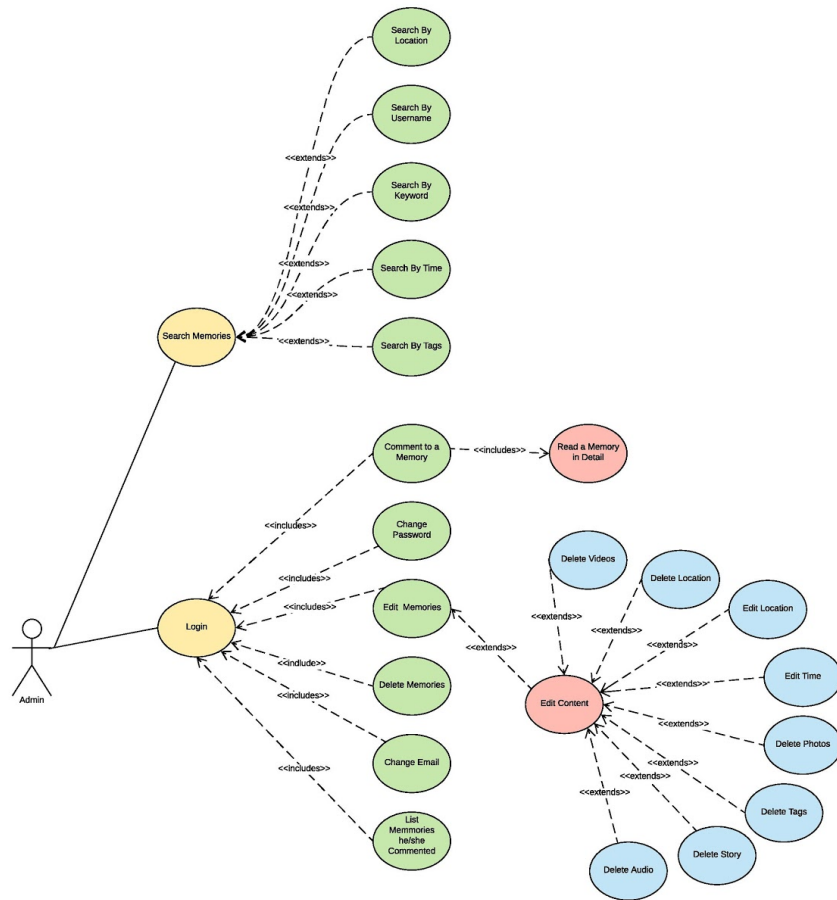 Search By
Location
Search By
Username
<<extends>>
Search By
Keyword
<<extends>>
<<extends>>
Search By Time
<<extends>>
Search Memories
<<extends>>
Search By Tags
Comment to a
Memory
<<includes>>
Read a Memory
in Detail
<<includes>>
Change
Password
Delete Videos
Delete Location
<<includes>>
Edit Memories
<<includes>>
Edit Location
<<extends>>
<<extends>>
Login
<<extends>>
<<extends>>
<<include>>
Delete Memories
Edit Time
<<extends>>
Admin
<<includes>>
Edit Content
<<extends>>
Delete Photos
Change Email
<<extends>>
<<includes>>
<<extends>>
<<extends>>
Delete Tags
List
Memmories
he/she
Commented
Delete Story
Delete Audio